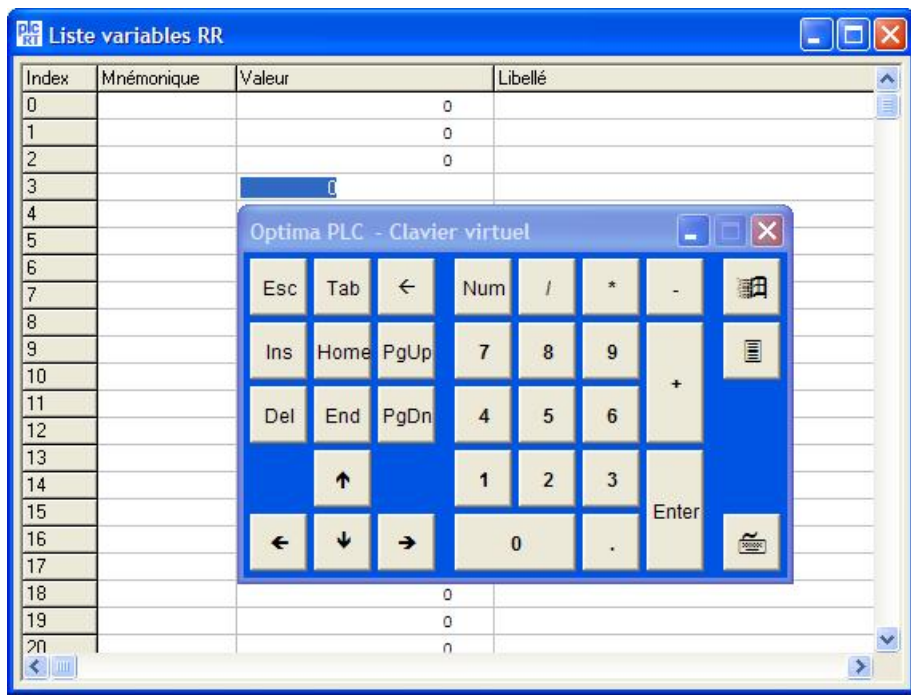 plc RT Liste variables RR
Index Mnémonique Valeur Libellé
0 0
1 0
2 0
3 0
4
5
6
7
8
9
10
11
12
13
14
15
16
17
18 0
19 0
20 0
Optima PLC - Clavier virtuel
Esc Tab ← Num / * -
Ins Home PgUp 7 8 9 +
Del End PgDn 4 5 6
↑ 1 2 3 Enter
← ↓ → 0 .